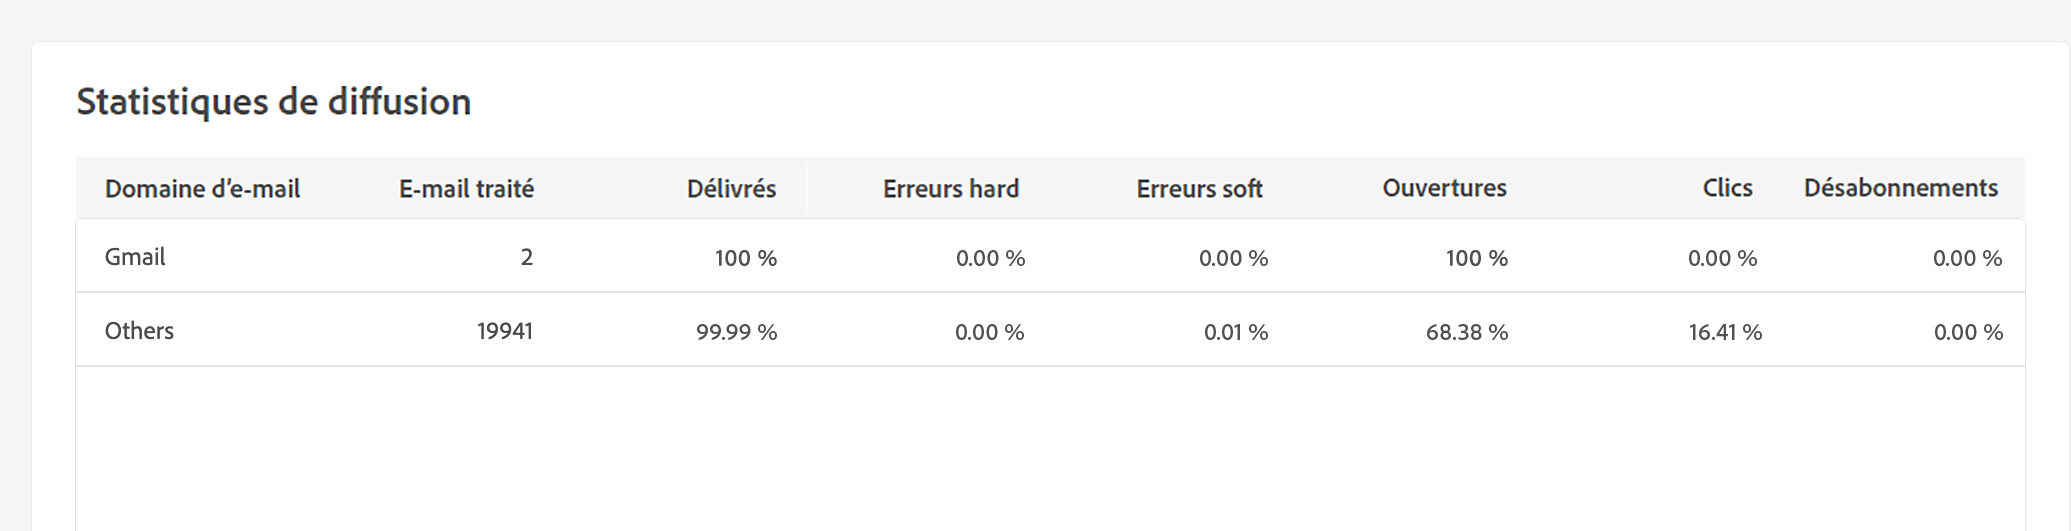 Statistiques de diffusion
Domaine d’e-mail E-mail traité Délivrés Erreurs hard Erreurs soft Ouvertures Clics Désabonnements
Gmail 2 100 % 0.00 % 0.00 % 100 % 0.00 % 0.00 %
Others 19941 99.99 % 0.00 % 0.01 % 68.38 % 16.41 % 0.00 %